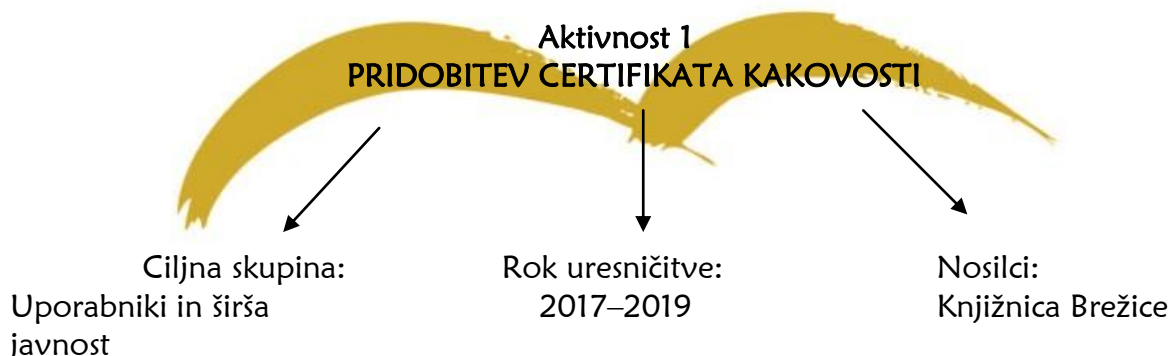 Aktivnost 1
PRIDOBITEV CERTIFIKATA KAKOVOSTI
Ciljna skupina:
Uporabniki in širša
javnost
Rok uresničitve:
2017–2019
Nosilci:
Knjižnica Brežice